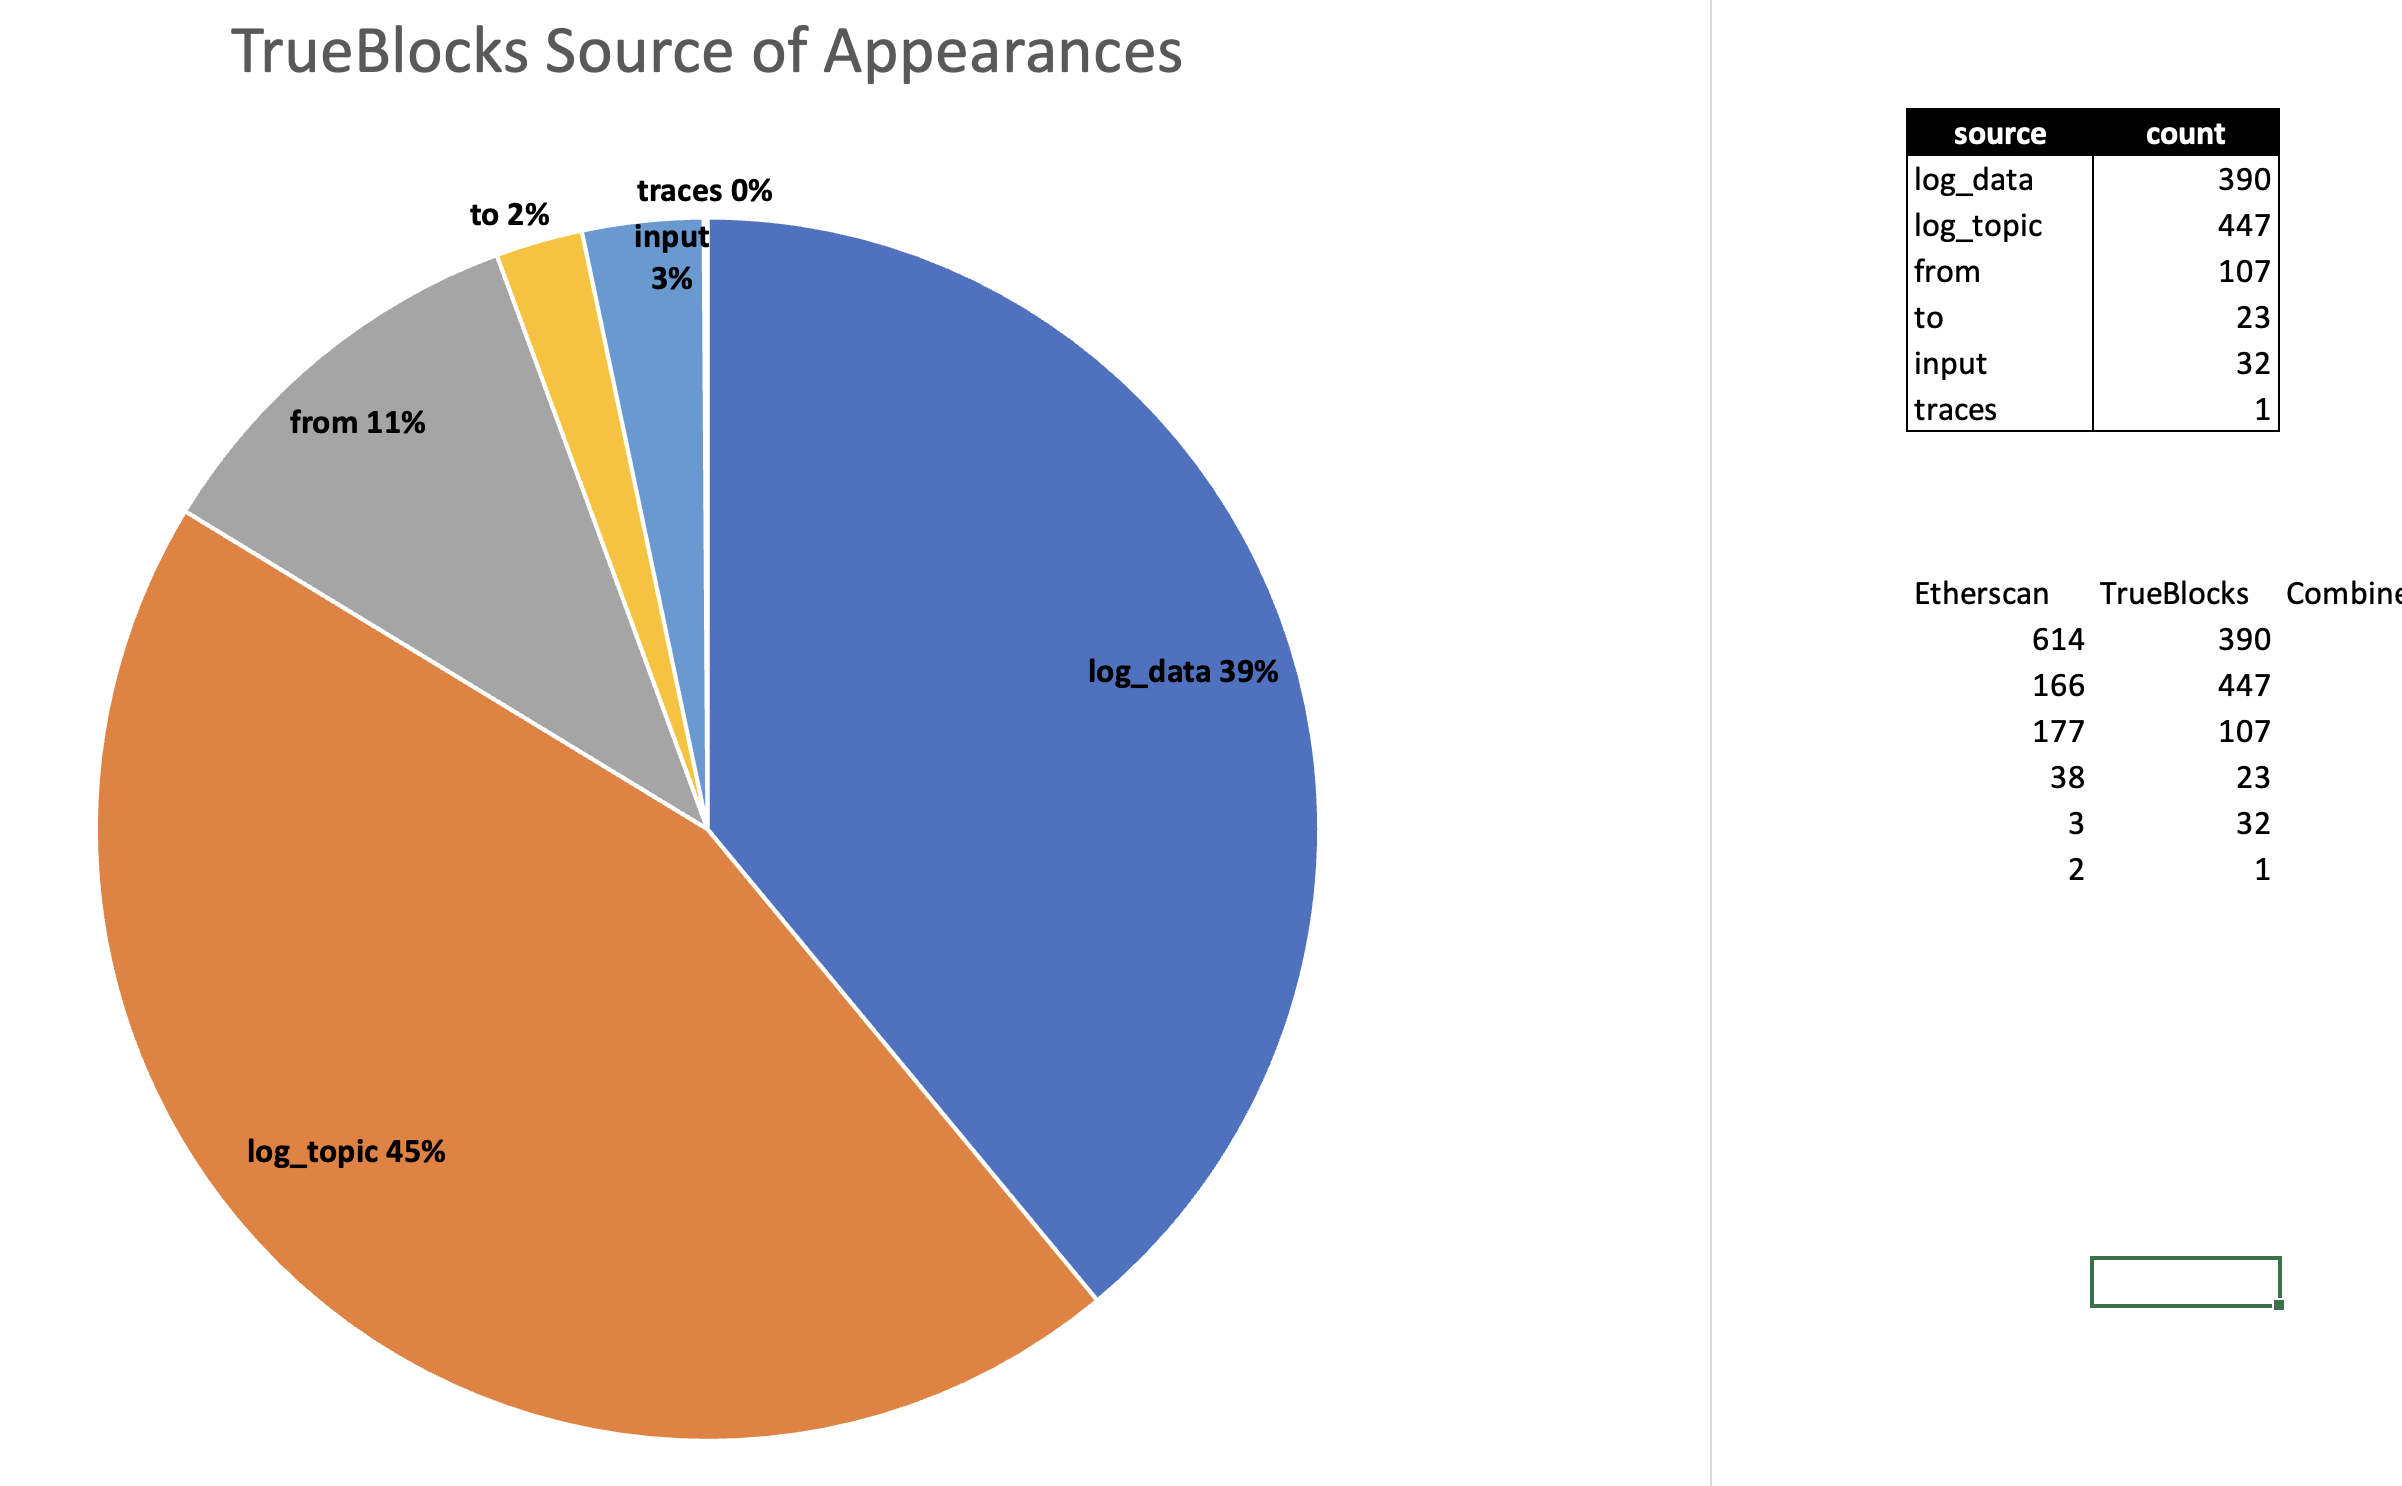 TrueBlocks Source of Appearances
traces 0%
to 2%
input
3%
from 11%
log_data 39%
log_topic 45%
source count
log_data 390
log_topic 447
from 107
to 23
input 32
traces 1
Etherscan TrueBlocks Combine
614 390
166 447
177 107
38 23
3 32
2 1